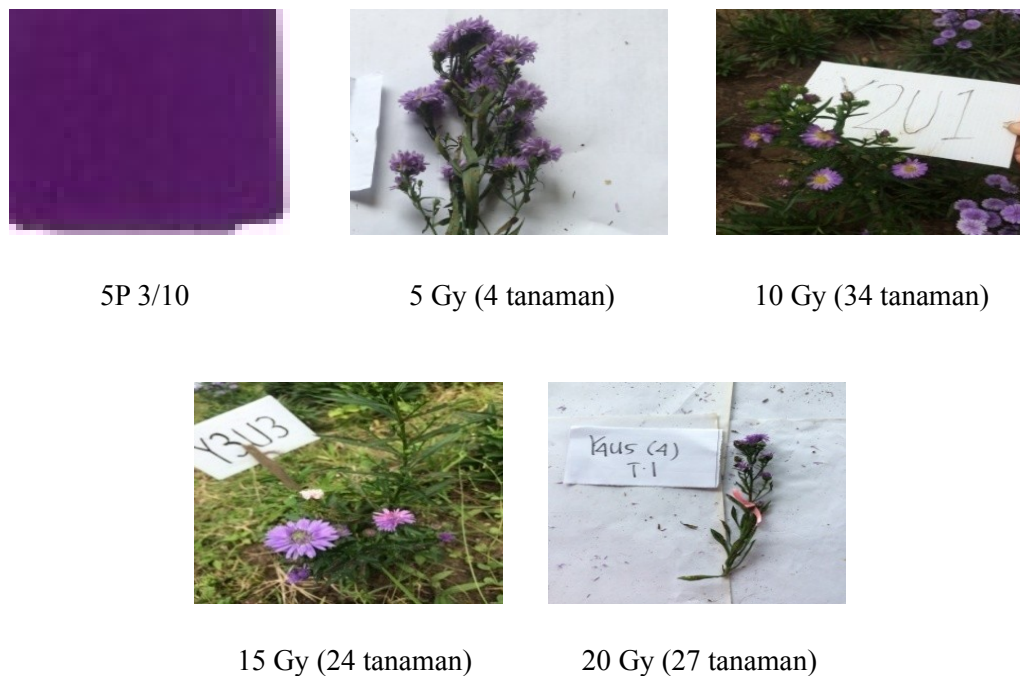 Y2U1
5P 3/10
5 Gy (4 tanaman)
10 Gy (34 tanaman)
Y3U3
Y4U5 (4)
T.1
15 Gy (24 tanaman)
20 Gy (27 tanaman)